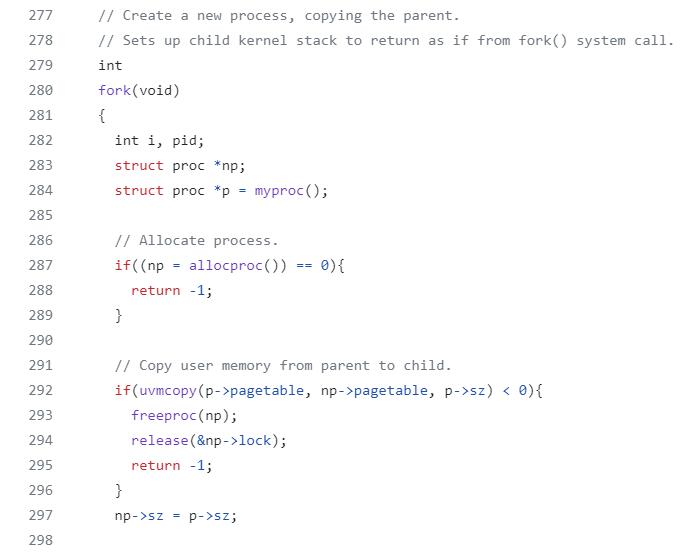 277 // Create a new process, copying the parent.
278 // Sets up child kernel stack to return as if from fork() system call.
279 int
280 fork(void)
281 {
282 int i, pid;
283 struct proc *np;
284 struct proc *p = myproc();
285
286 // Allocate process.
287 if((np = allocproc()) == 0){
288 return -1;
289 }
290
291 // Copy user memory from parent to child.
292 if(uvmcopy(p->pagetable, np->pagetable, p->sz) < 0){
293 freeproc(np);
294 release(&np->lock);
295 return -1;
296 }
297 np->sz = p->sz;
298